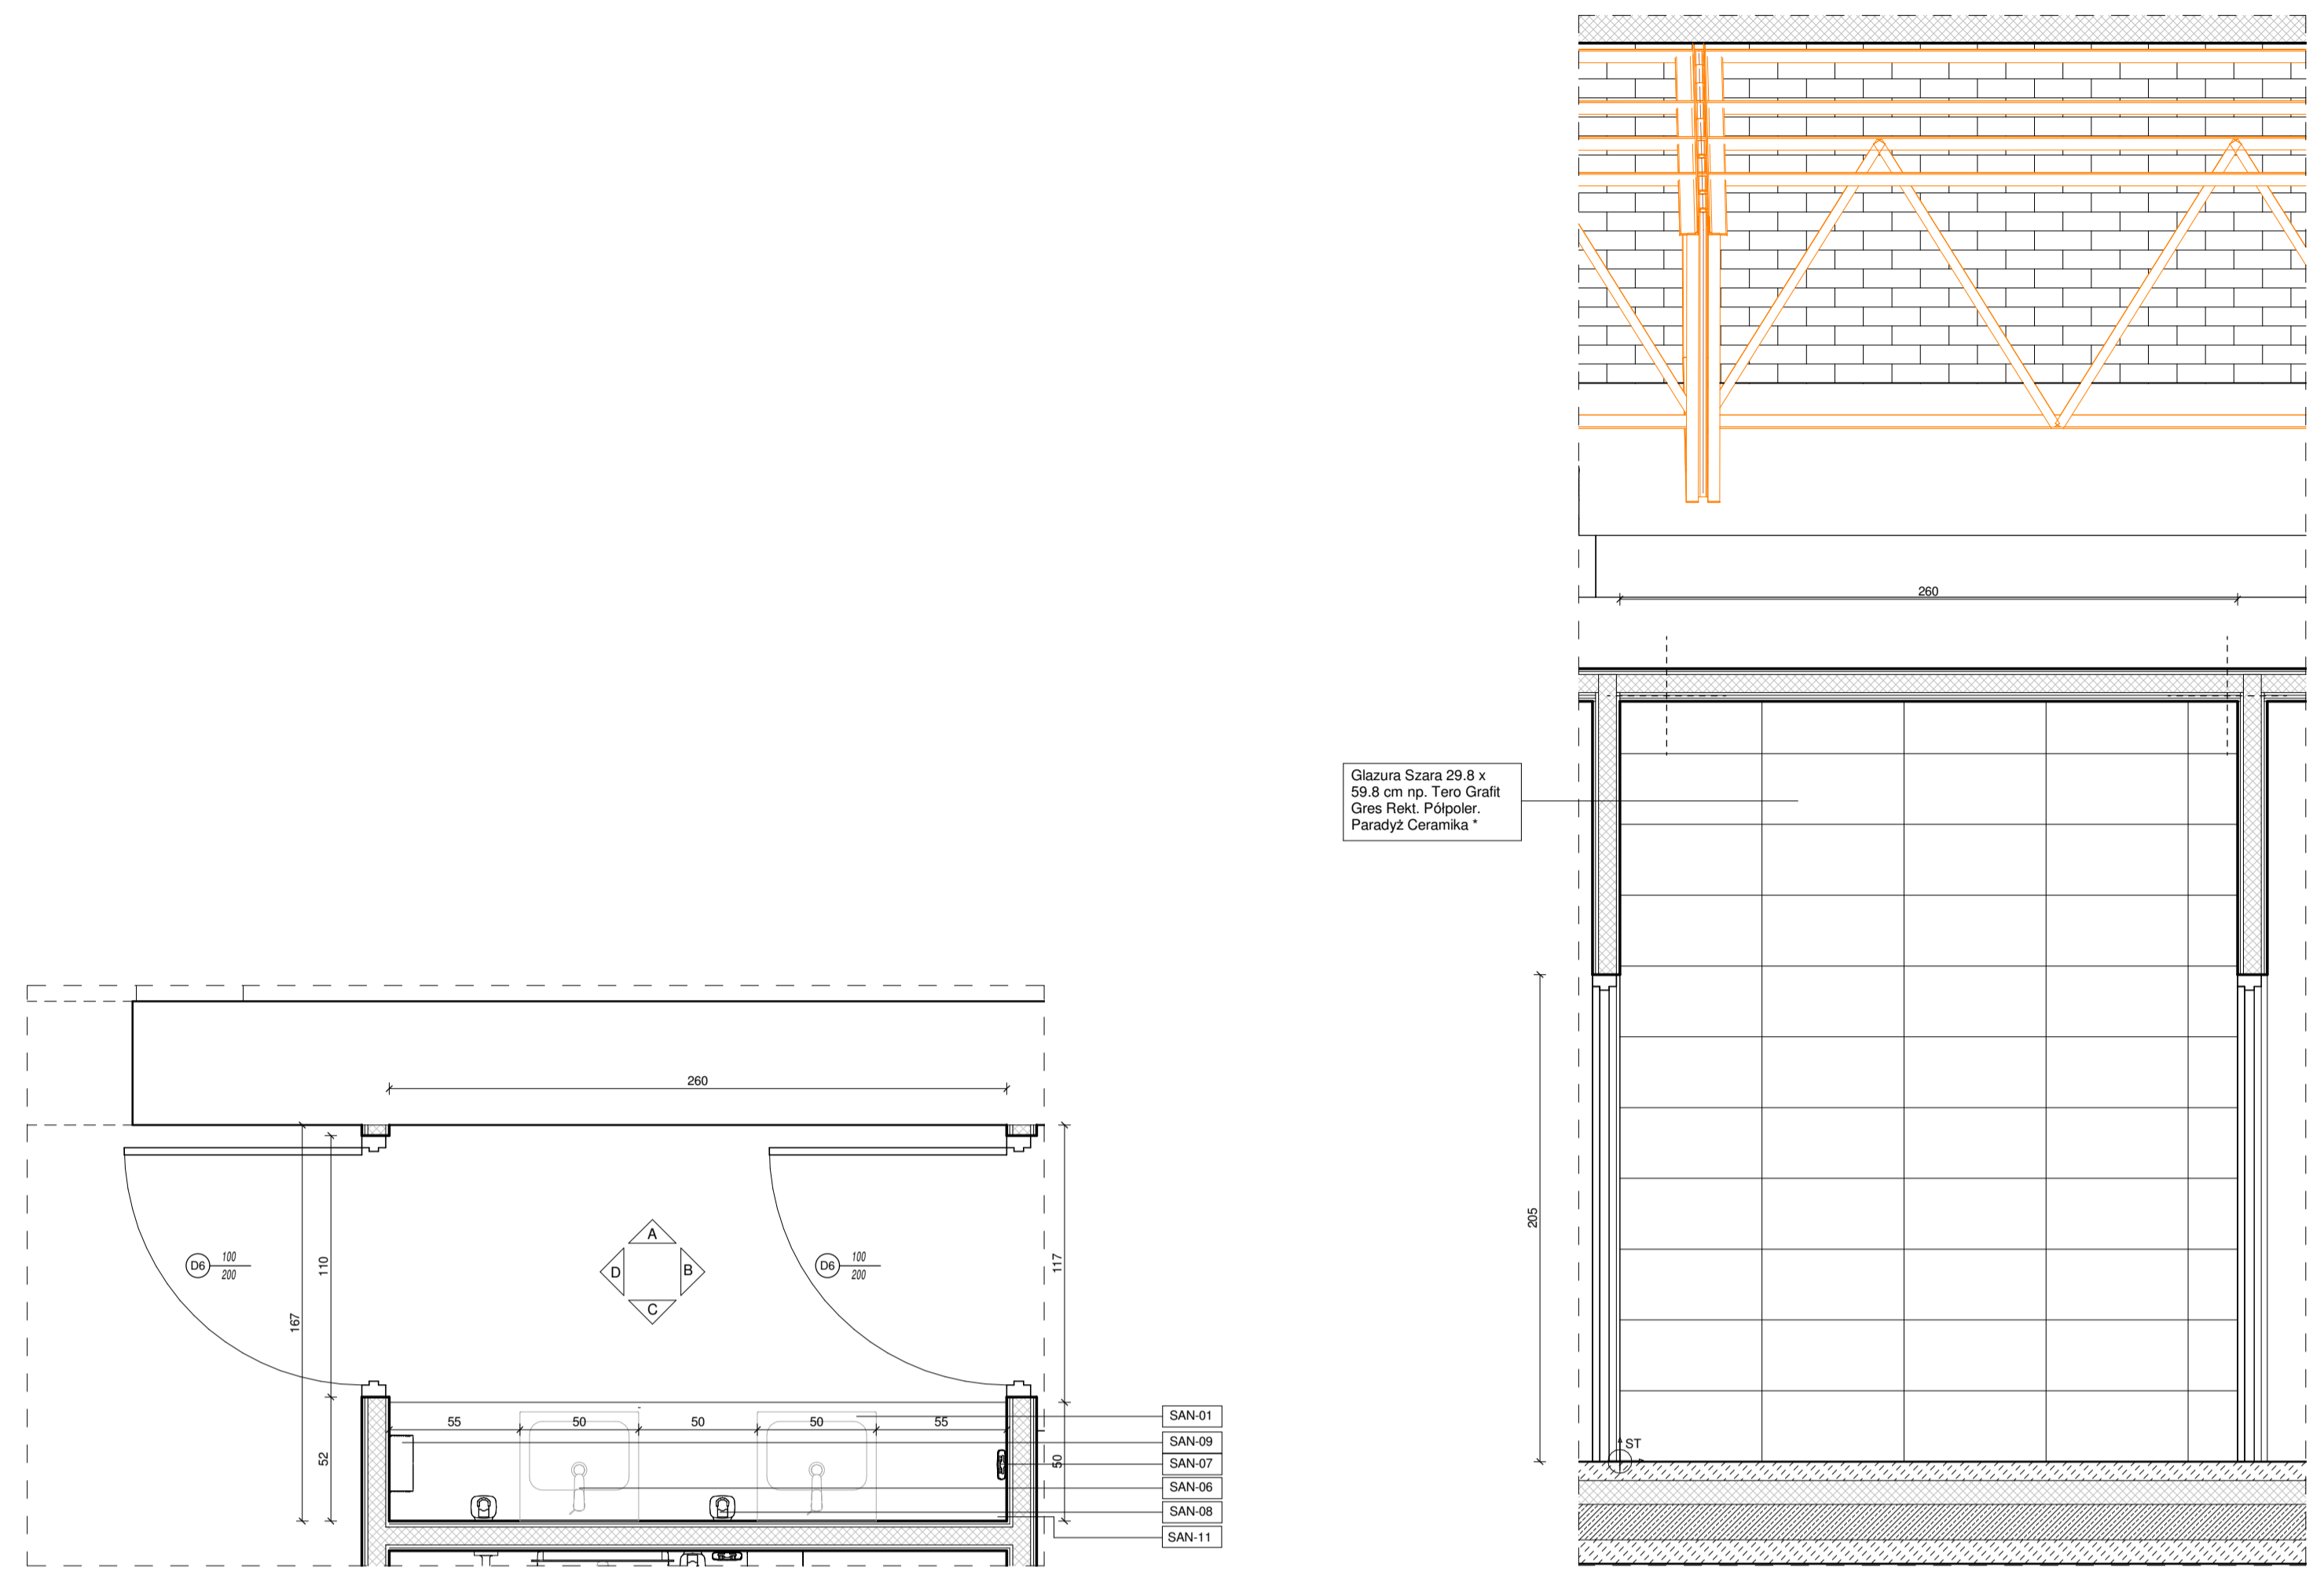 260
Glazura Szara 29.8 x
59.8 cm np. Tero Grafit
Gres Rekt. Półpoler.
Paradyż Ceramika *
205
ST
260
D6 100
200
D6 100
200
A
D B
C
110
167
117
52
50
55 50 50 50 55
SAN-01
SAN-09
SAN-07
SAN-06
SAN-08
SAN-11